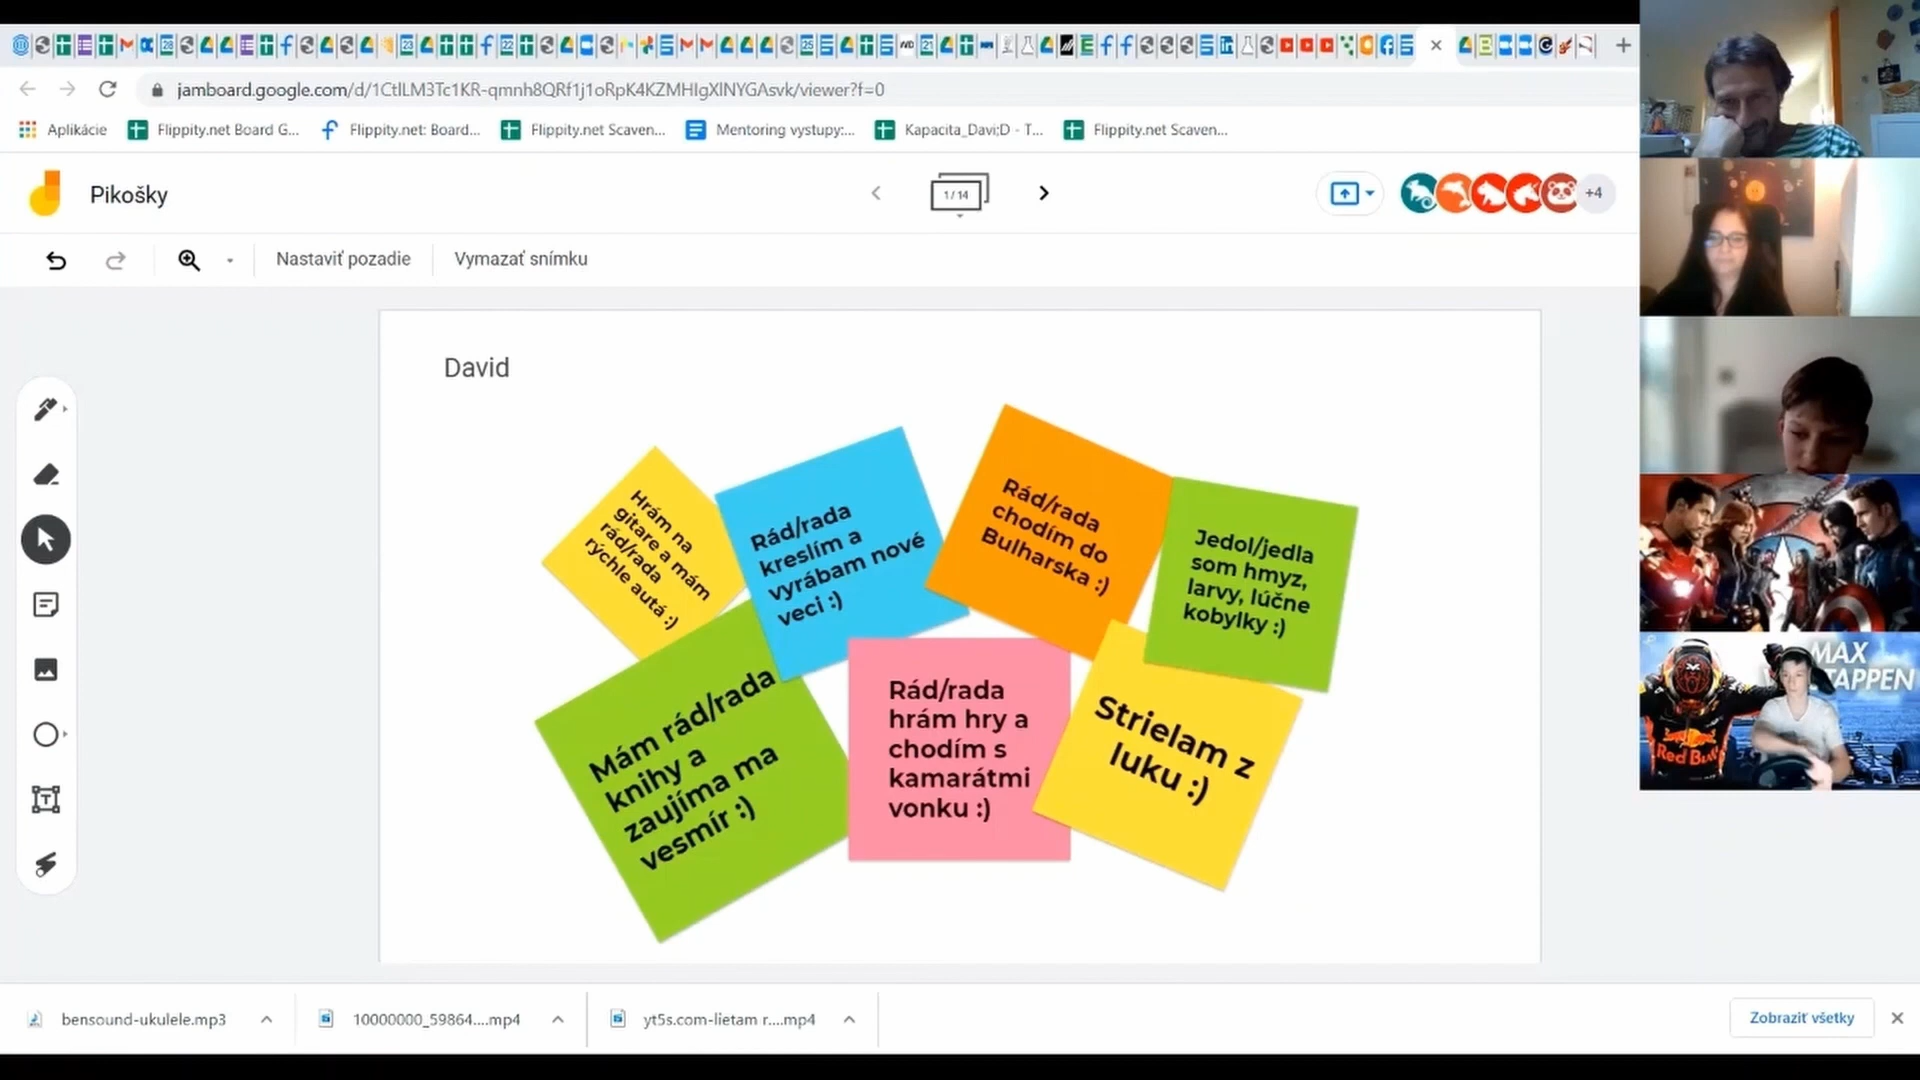 jamboard.google.com/d/1CtlLM3Tc1KR-qmnh8QRf1j1oRpK4KZMHIgXlNYGAsvk/viewer?f=0
Aplikácie
Flippity.net Board G...
Flippity.net: Board...
Flippity.net Scaven...
Mentoring vystupy:...
Kapacita_Davi;D - T...
Flippity.net Scaven...
Pikošky
1 / 14
+4
Nastaviť pozadie
Vymazať snímku
David
Hrám na
gitare a mám
rád/rada
rýchle autá :)
Rád/rada
kreslím a
vyrábam nové
veci :)
Rád/rada
chodím do
Bulharska :)
Jedol/jedla
som hmyz,
larvy, lúčne
kobylky :)
Mám rád/rada
knihy a
zaujíma ma
vesmír :)
Rád/rada
hrám hry a
chodím s
kamarátmi
vonku :)
Strielam z
luku :)
MAX
Red Bull
bensound-ukulele.mp3
10000000_59864....mp4
yt5s.com-lietam r....mp4
Zobraziť všetky